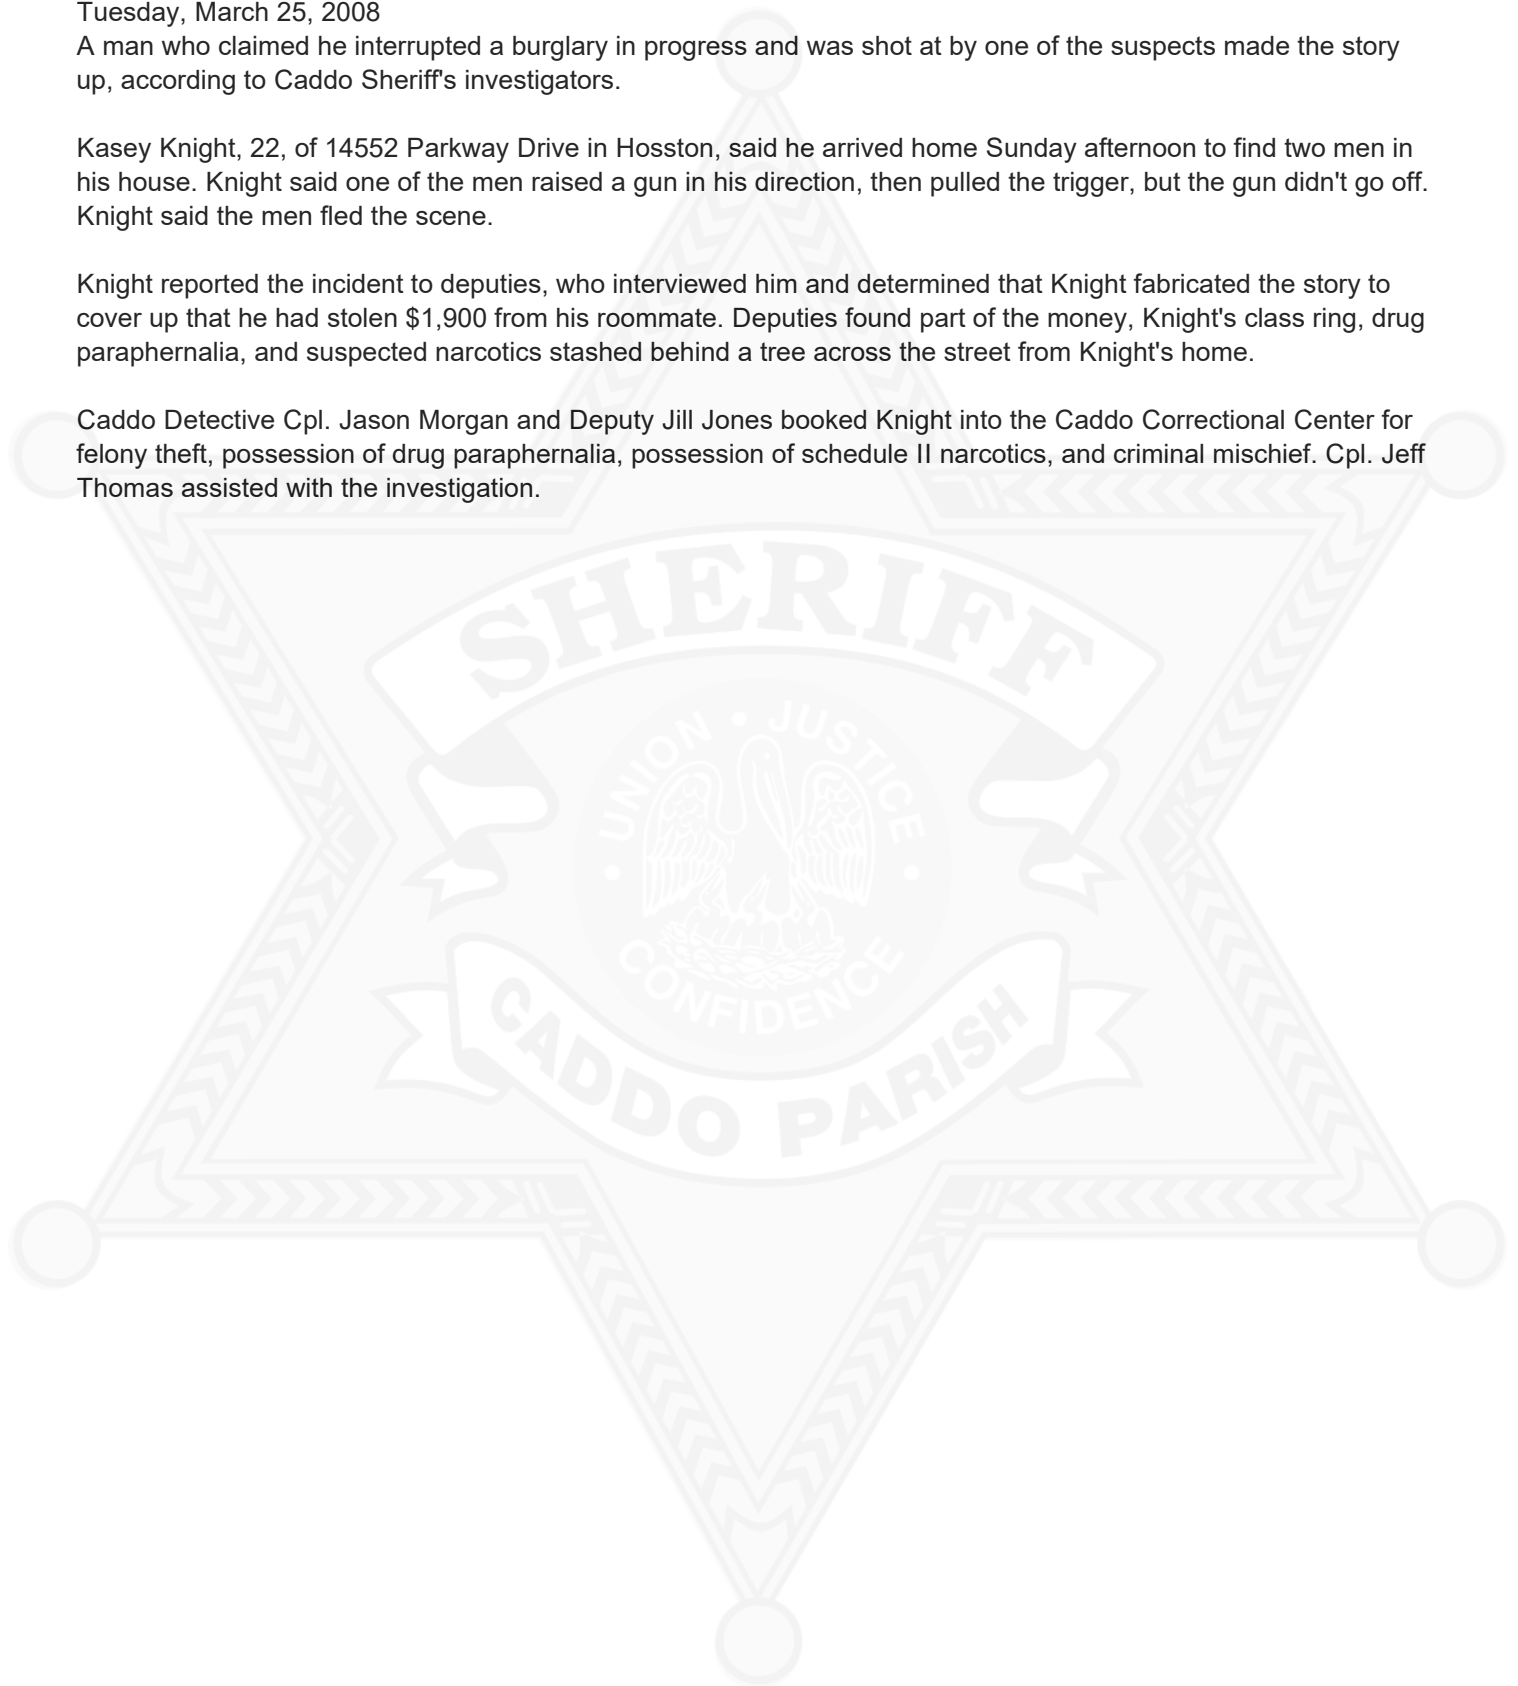 Tuesday, March 25, 2008
A man who claimed he interrupted a burglary in progress and was shot at by one of the suspects made the story
up, according to Caddo Sheriff's investigators.
Kasey Knight, 22, of 14552 Parkway Drive in Hosston, said he arrived home Sunday afternoon to find two men in
his house. Knight said one of the men raised a gun in his direction, then pulled the trigger, but the gun didn't go off.
Knight said the men fled the scene.
Knight reported the incident to deputies, who interviewed him and determined that Knight fabricated the story to
cover up that he had stolen $1,900 from his roommate. Deputies found part of the money, Knight's class ring, drug
paraphernalia, and suspected narcotics stashed behind a tree across the street from Knight's home.
Caddo Detective Cpl. Jason Morgan and Deputy Jill Jones booked Knight into the Caddo Correctional Center for
felony theft, possession of drug paraphernalia, possession of schedule II narcotics, and criminal mischief. Cpl. Jeff
Thomas assisted with the investigation.
SHERIFF
UNION • JUSTICE
• CONFIDENCE •
CADDO PARISH